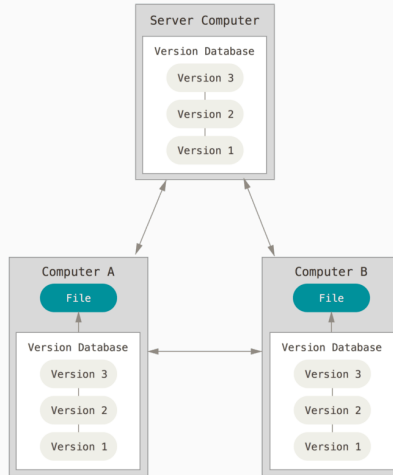 Server Computer
Version Database
Version 3
Version 2
Version 1
Computer A
File
Version Database
Version 3
Version 2
Version 1
Computer B
File
Version Database
Version 3
Version 2
Version 1